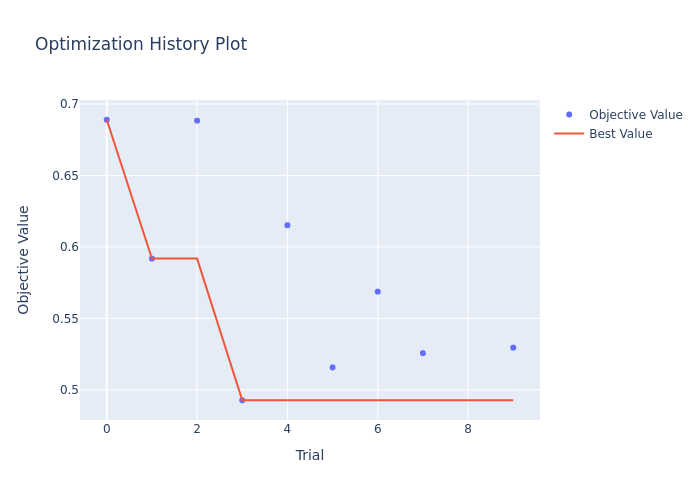 Optimization History Plot
Objective Value
Best Value
0.7
0.65
0.6
0.55
0.5
Objective Value
0 2 4 6 8
Trial